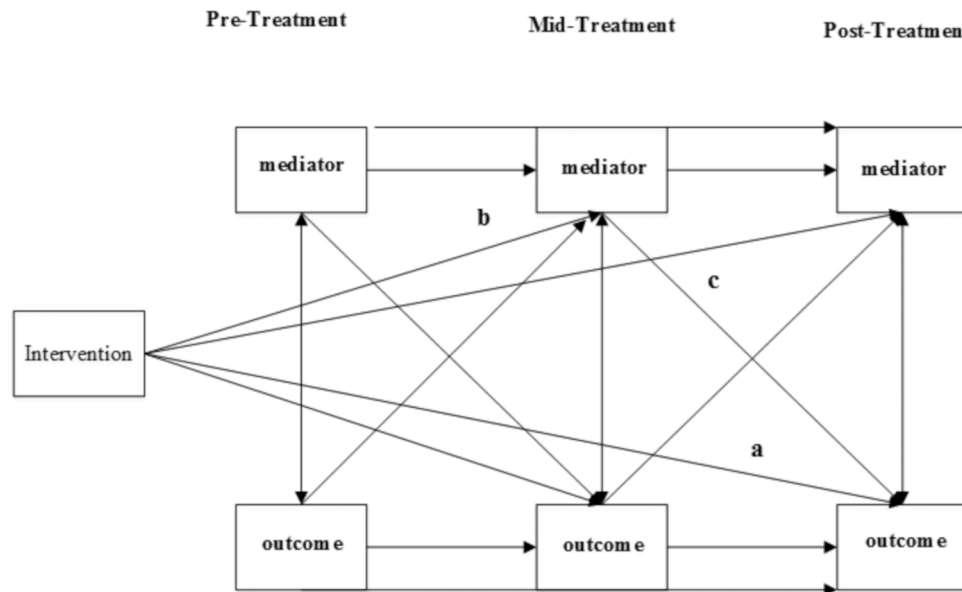 Pre-Treatment
Mid-Treatment
Post-Treatmen
mediator
mediator
mediator
b
c
Intervention
a
outcome
outcome
outcome